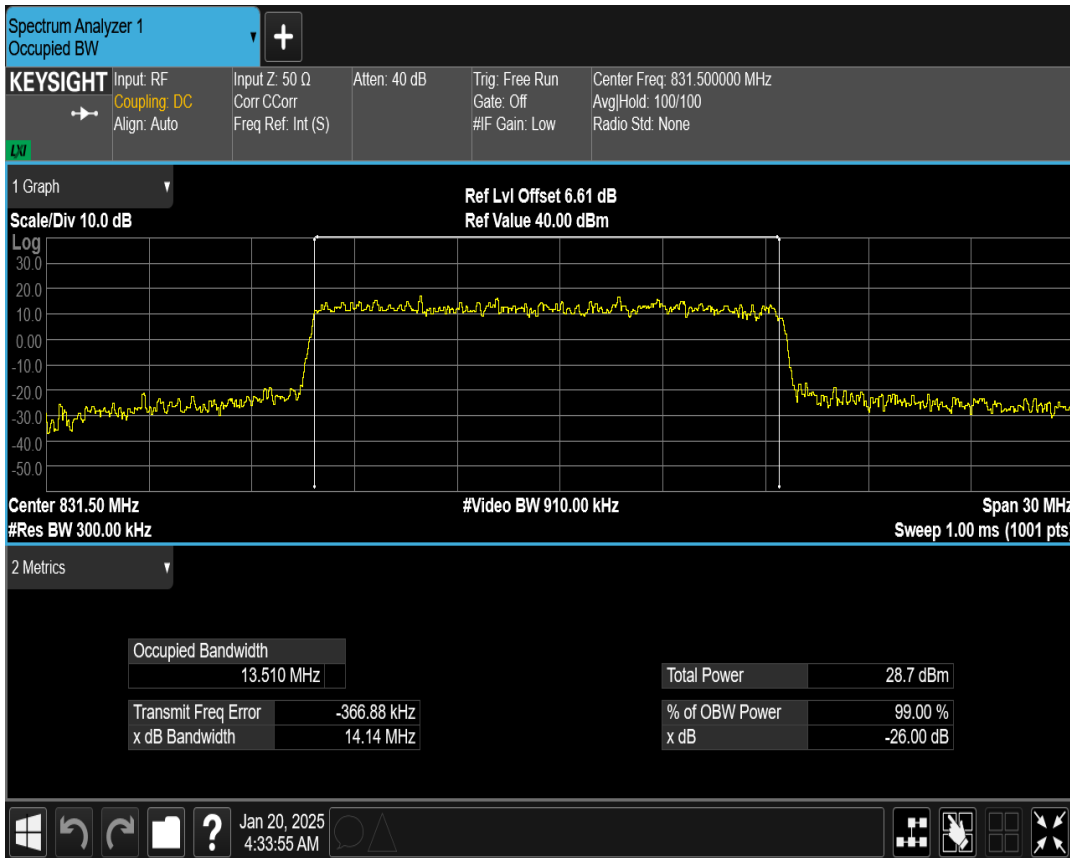 Spectrum Analyzer 1
Occupied BW
+
KEYSIGHT
LXI
Input: RF
Coupling: DC
Align: Auto
Input Z: 50 Ω
Corr CCorr
Freq Ref: Int (S)
Atten: 40 dB
Trig: Free Run
Gate: Off
#IF Gain: Low
Center Freq: 831.500000 MHz
Avg|Hold: 100/100
Radio Std: None
1 Graph
Scale/Div 10.0 dB
Ref Lvl Offset 6.61 dB
Ref Value 40.00 dBm
Log
30.0
20.0
10.0
0.00
-10.0
-20.0
-30.0
-40.0
-50.0
Center 831.50 MHz
#Video BW 910.00 kHz
Span 30 MHz
#Res BW 300.00 kHz
Sweep 1.00 ms (1001 pts)
2 Metrics
Occupied Bandwidth
13.510 MHz
Transmit Freq Error -366.88 kHz
x dB Bandwidth 14.14 MHz
Total Power 28.7 dBm
% of OBW Power 99.00 %
x dB -26.00 dB
?
Jan 20, 2025
4:33:55 AM